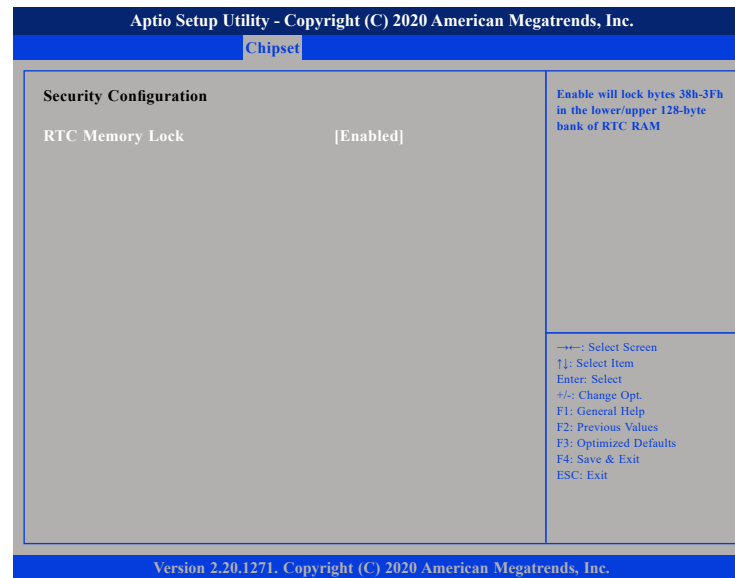 Aptio Setup Utility - Copyright (C) 2020 American Megatrends, Inc.
Chipset
Security Configuration
RTC Memory Lock [Enabled]
Enable will lock bytes 38h-3Fh
in the lower/upper 128-byte
bank of RTC RAM
→←: Select Screen
↑↓: Select Item
Enter: Select
+/-: Change Opt.
F1: General Help
F2: Previous Values
F3: Optimized Defaults
F4: Save & Exit
ESC: Exit
Version 2.20.1271. Copyright (C) 2020 American Megatrends, Inc.